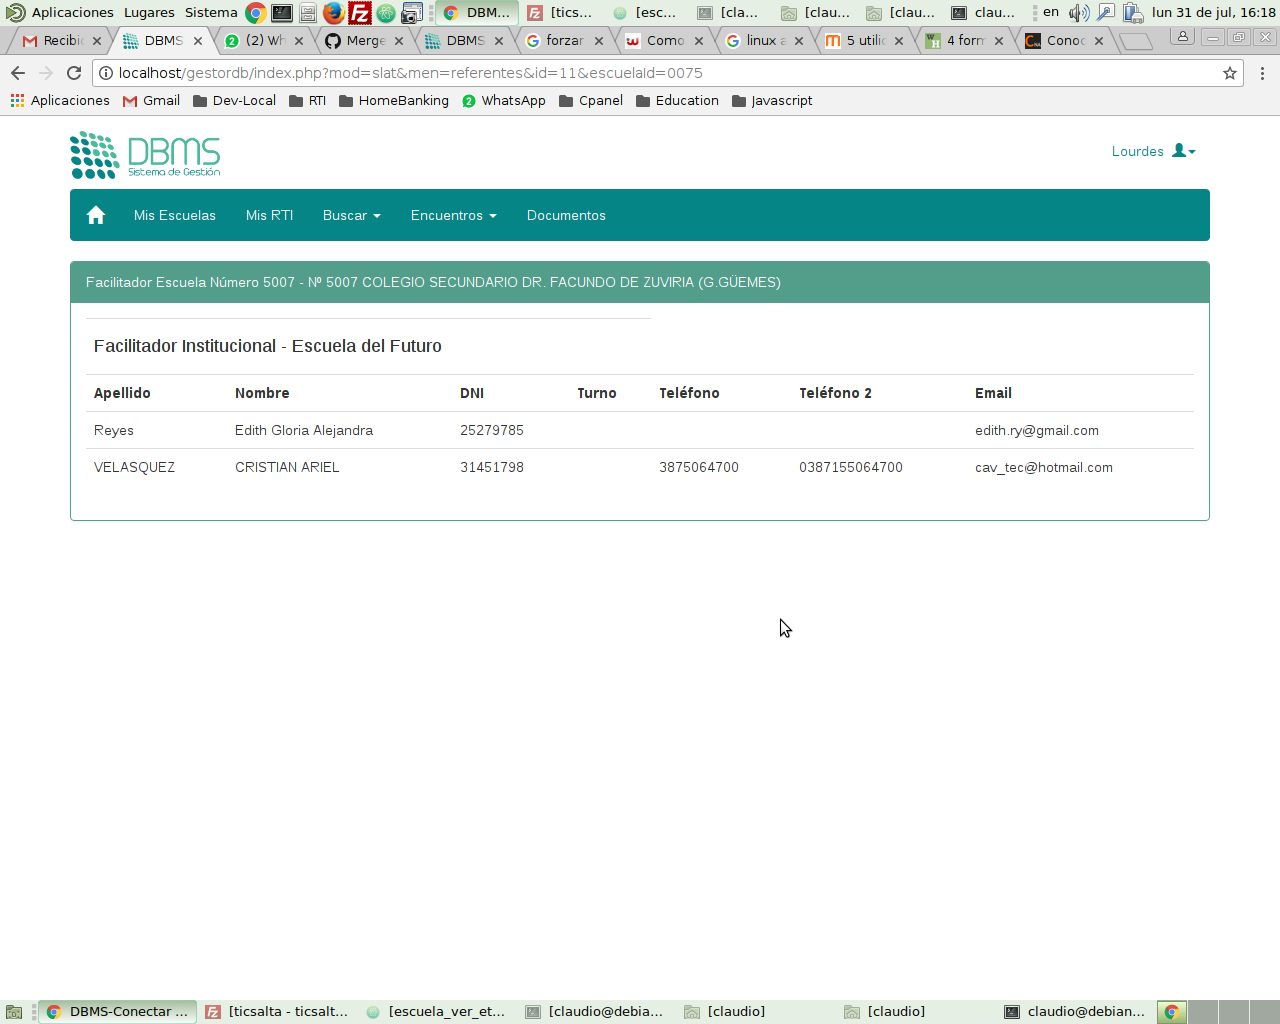 Aplicaciones Lugares Sistema DBM... [tics... [esc... [cla... [clau... [clau... clau... en lun 31 de jul, 16:18
Recibi DBMS (2) Wh Merge DBMS forzar Como linux a 5 utili 4 form Conoc
localhost/gestordb/index.php?mod=slat&men=referentes&id=11&escuelaId=0075
Aplicaciones Gmail Dev-Local RTI HomeBanking WhatsApp Cpanel Education Javascript
DBMS
Sistema de Gestión
Lourdes
Mis Escuelas Mis RTI Buscar Encuentros Documentos
Facilitador Escuela Número 5007 - Nº 5007 COLEGIO SECUNDARIO DR. FACUNDO DE ZUVIRIA (G.GÜEMES)
Facilitador Institucional - Escuela del Futuro
Apellido Nombre DNI Turno Teléfono Teléfono 2 Email
Reyes Edith Gloria Alejandra 25279785 edith.ry@gmail.com
VELASQUEZ CRISTIAN ARIEL 31451798 3875064700 0387155064700 cav_tec@hotmail.com
DBMS-Conectar ... [ticsalta - ticsalt... [escuela_ver_et... [claudio@debia... [claudio] [claudio] claudio@debian...